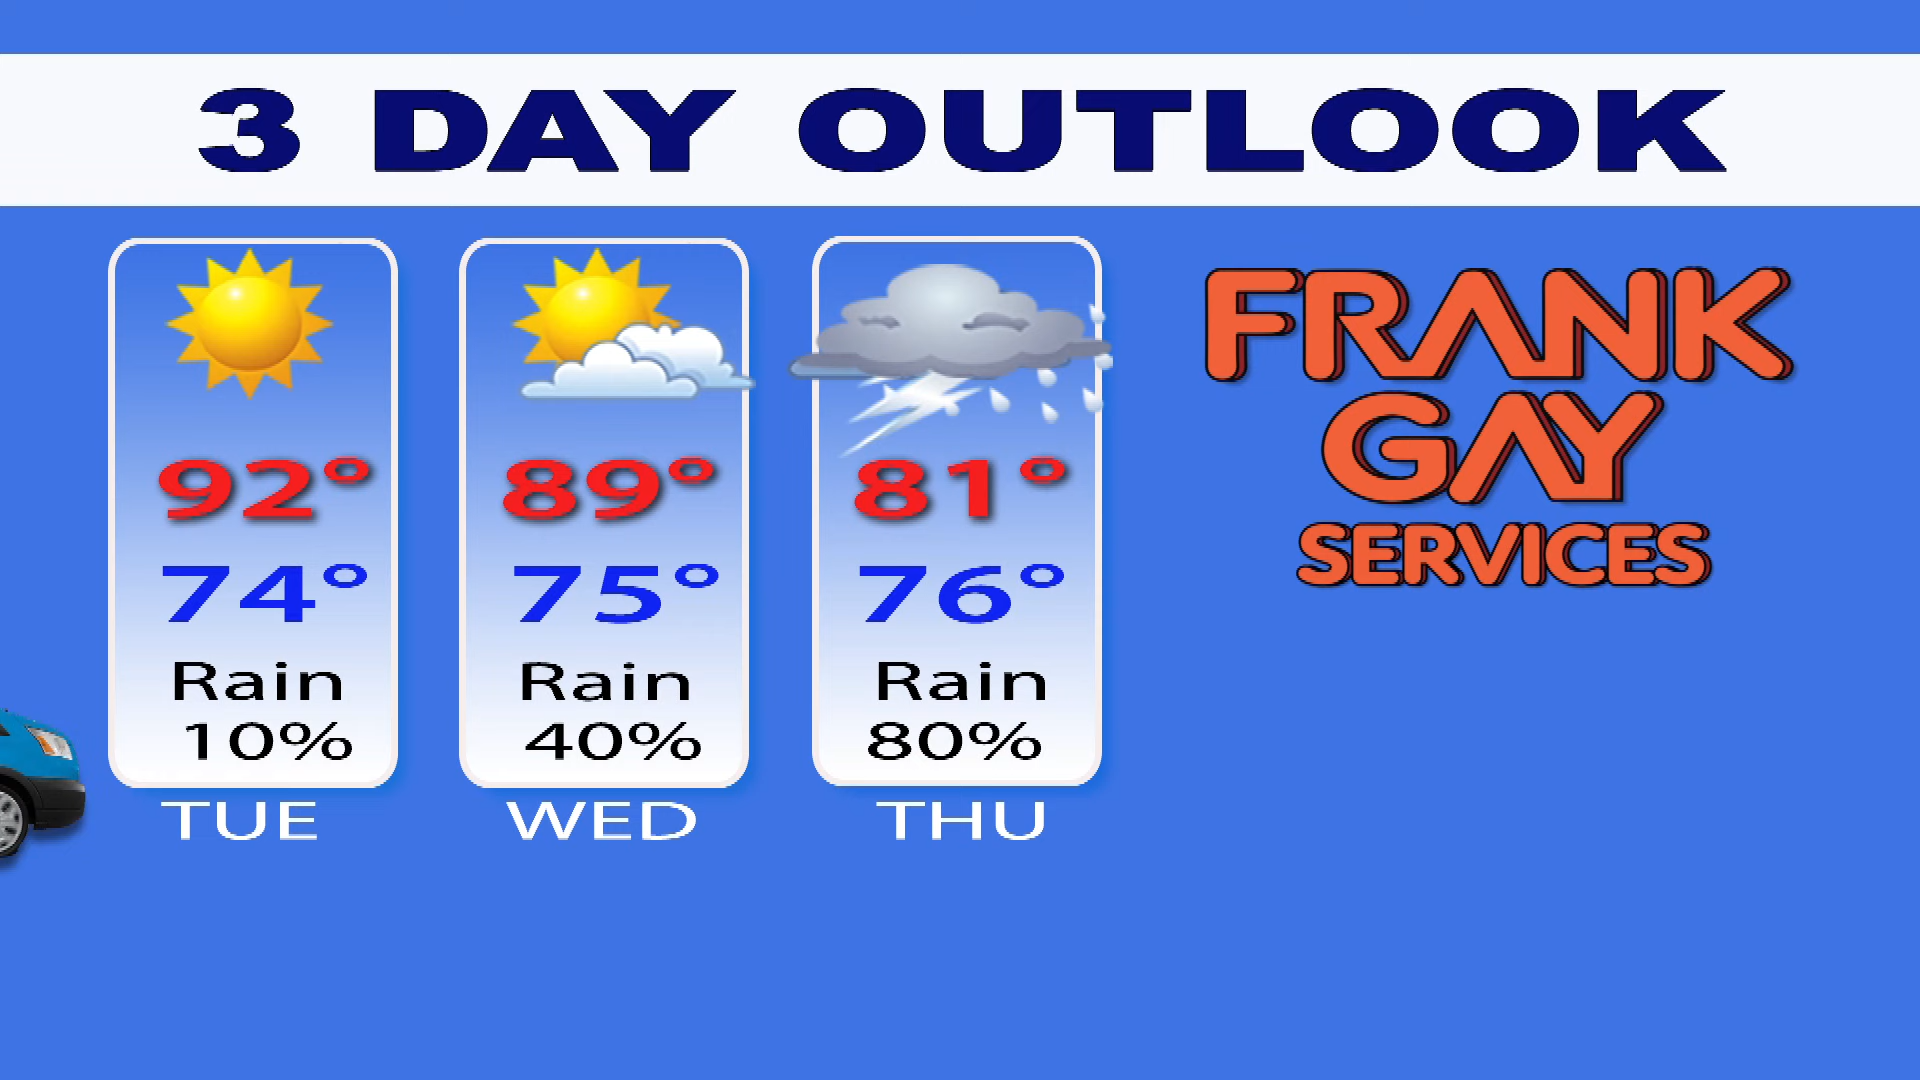 3 DAY OUTLOOK
92°
74°
Rain
10%
TUE
89°
75°
Rain
40%
WED
81°
76°
Rain
80%
THU
FRANK
GAY
SERVICES